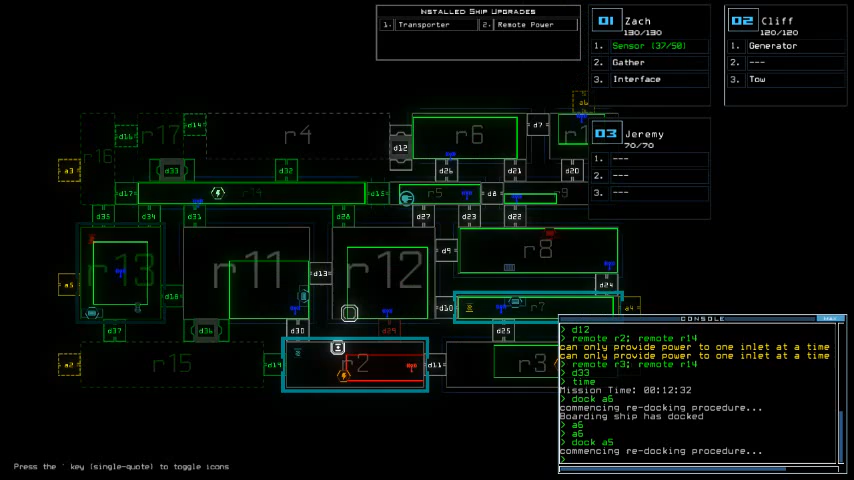 INSTALLED SHIP UPGRADES
1. Transporter 2. Remote Power
01 Zach
130/130
1. Sensor (37/50)
2. Gather
3. Interface
02 Cliff
120/120
1. Generator
2. ---
3. Tow
03 Jeremy
70/70
1. ---
2. ---
3. ---
a6
r17 d14 r4 r6 d7 r1
d16 d12
r16
a3 d33 d32 d26 d21 d20
d17 r14 d15 r5 d8 r9
d35 d34 d31 d28 d27 d23 d22
r13 r11 r12 d9 r8
d13
a5 d18 d24
d10 r7 a4
d37 d36 d30 a29 d25
a2 r15 d19 r2 d11 r3
CONSOLE
> d12
> remote r2; remote r14
can only provide power to one inlet at a time
can only provide power to one inlet at a time
> remote r3; remote r14
> d33
> time
Mission Time: 00:12:32
> dock a6
commencing re-docking procedure...
Boarding ship has docked
> a6
> a6
> dock a5
commencing re-docking procedure...
>
Press the ' key (single-quote) to toggle icons